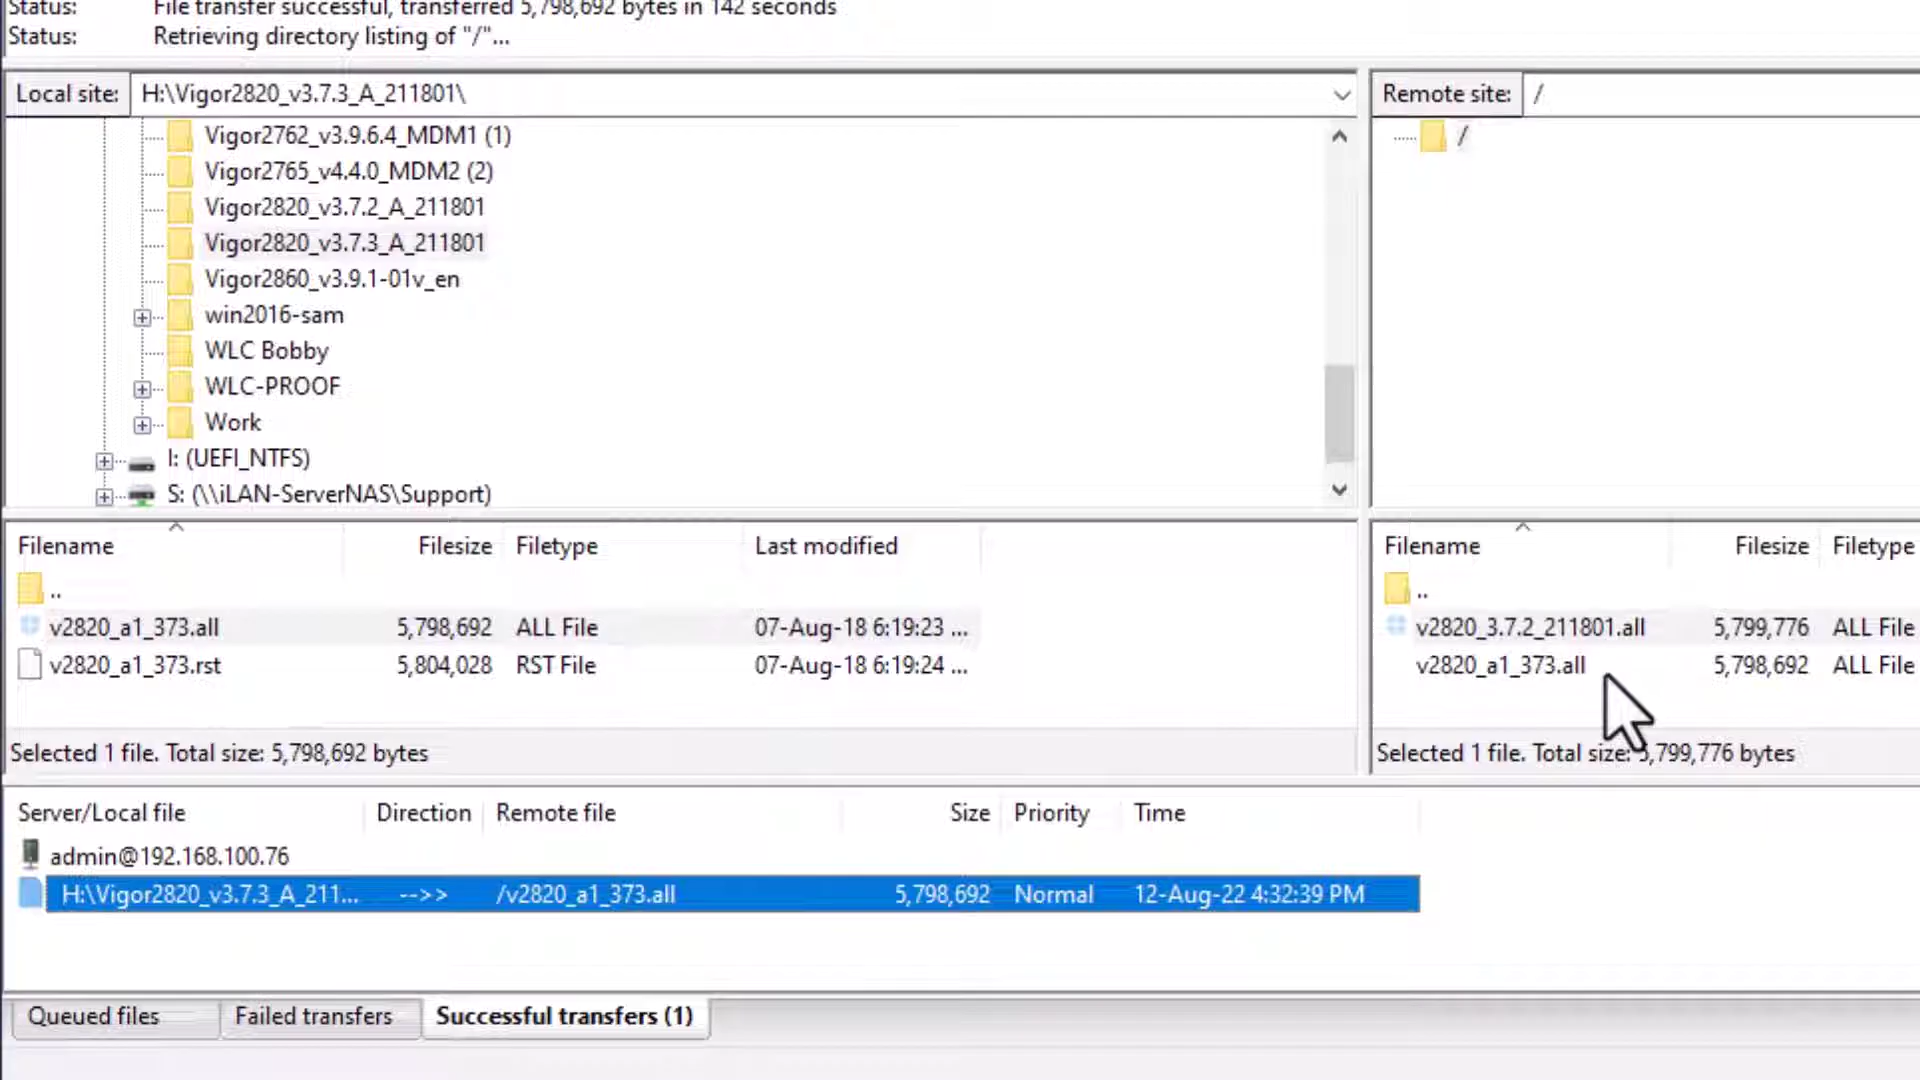 Status: File transfer successful, transferred 5,798,692 bytes in 142 seconds
Status: Retrieving directory listing of "/"...
Local site: H:\Vigor2820_v3.7.3_A_211801\
Vigor2762_v3.9.6.4_MDM1 (1)
Vigor2765_v4.4.0_MDM2 (2)
Vigor2820_v3.7.2_A_211801
Vigor2820_v3.7.3_A_211801
Vigor2860_v3.9.1-01v_en
win2016-sam
WLC Bobby
WLC-PROOF
Work
I: (UEFI_NTFS)
S: (\\iLAN-ServerNAS\Support)
Remote site: /
/
Filename Filesize Filetype Last modified
..
v2820_a1_373.all 5,798,692 ALL File 07-Aug-18 6:19:23 ...
v2820_a1_373.rst 5,804,028 RST File 07-Aug-18 6:19:24 ...
Selected 1 file. Total size: 5,798,692 bytes
Filename Filesize Filetype
..
v2820_3.7.2_211801.all 5,799,776 ALL File
v2820_a1_373.all 5,798,692 ALL File
Selected 1 file. Total size: 5,799,776 bytes
Server/Local file Direction Remote file Size Priority Time
admin@192.168.100.76
H:\Vigor2820_v3.7.3_A_211... -->> /v2820_a1_373.all 5,798,692 Normal 12-Aug-22 4:32:39 PM
Queued files Failed transfers Successful transfers (1)